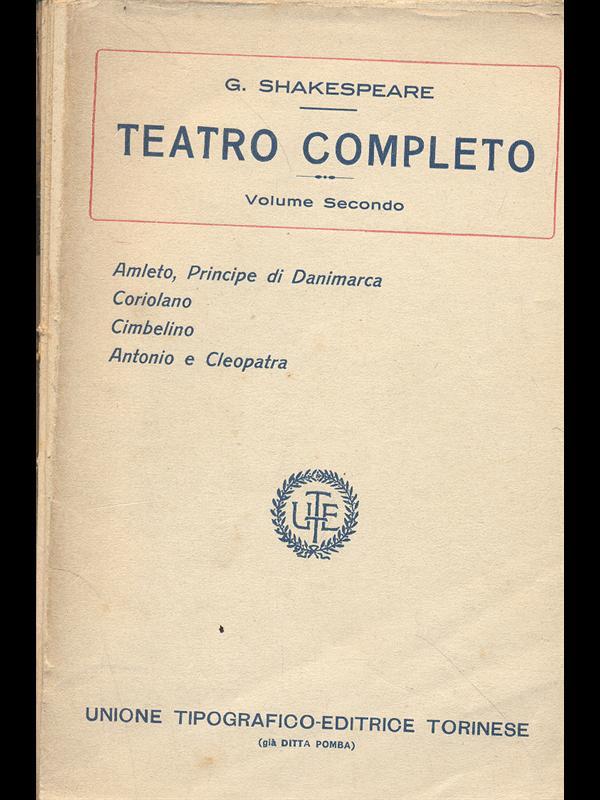 G. SHAKESPEARE
TEATRO COMPLETO
Volume Secondo
Amleto, Principe di Danimarca
Coriolano
Cimbelino
Antonio e Cleopatra
UTET
UNIONE TIPOGRAFICO-EDITRICE TORINESE
(già DITTA POMBA)